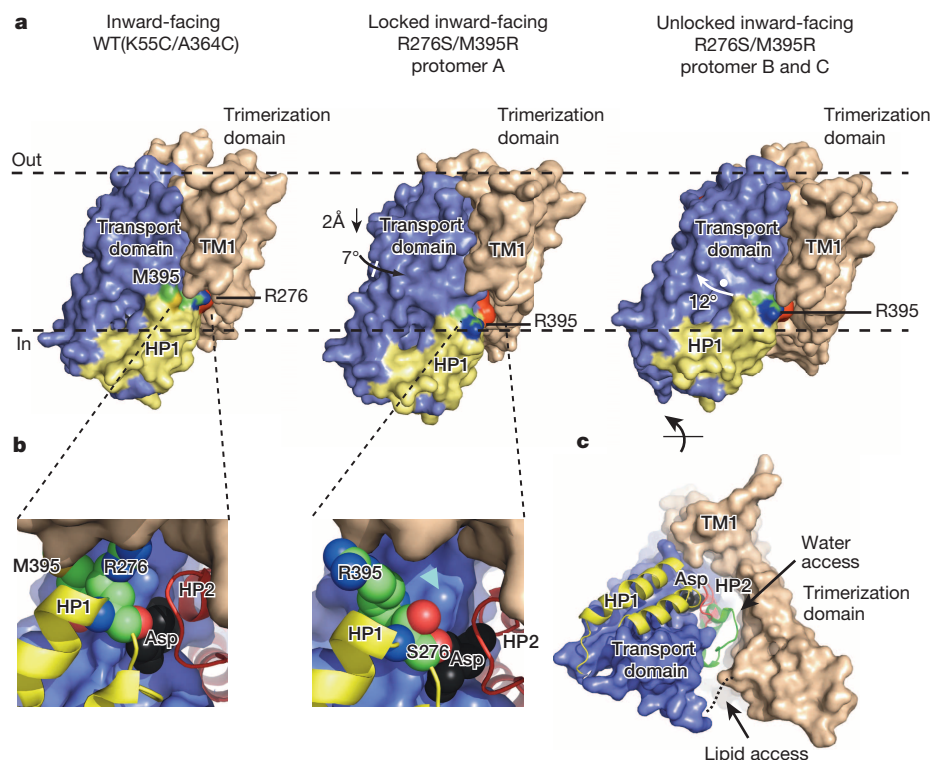 a
Inward-facing
WT(K55C/A364C)
Locked inward-facing
R276S/M395R
protomer A
Unlocked inward-facing
R276S/M395R
protomer B and C
Trimerization
domain
Trimerization
domain
Trimerization
domain
Out
In
Transport
domain
TM1
M395
R276
HP1
2Å
7°
Transport
domain
TM1
R395
HP1
Transport
domain
TM1
12°
R395
HP1
b
M395
R276
HP1
HP2
Asp
R395
HP1
S276
Asp
HP2
c
TM1
Water
access
Asp
HP2
HP1
Trimerization
domain
Transport
domain
Lipid access